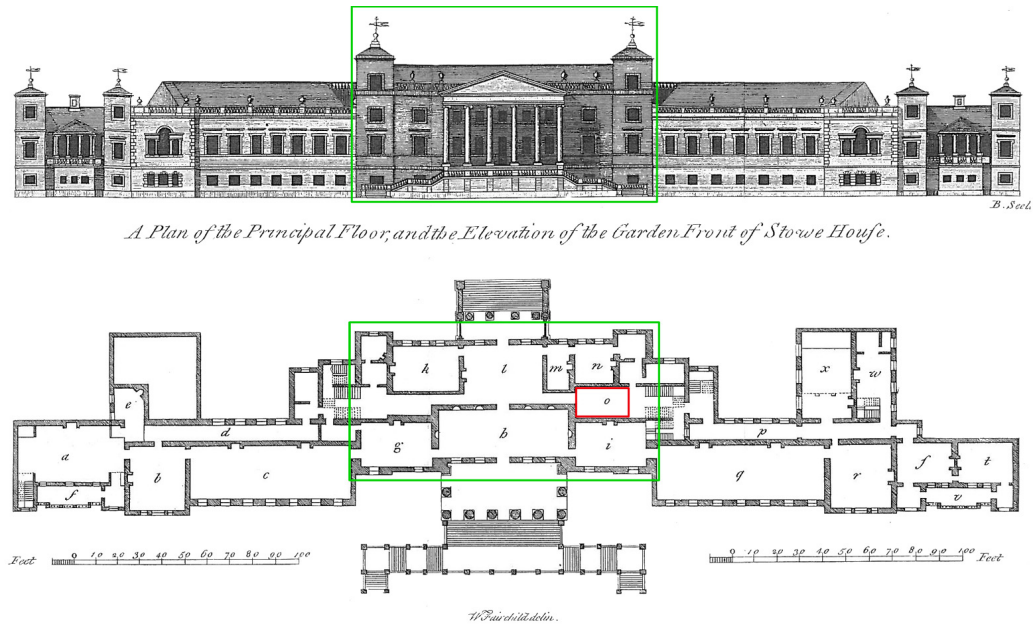 B. Seel
A Plan of the Principal Floor, and the Elevation of the Garden Front of Stowe House.
k l m n o x w
e d g h i p
a b c q r f t
f v
Feet 0 10 20 30 40 50 60 70 80 90 100
0 10 20 30 40 50 60 70 80 90 100 Feet
W Fairchild delin.